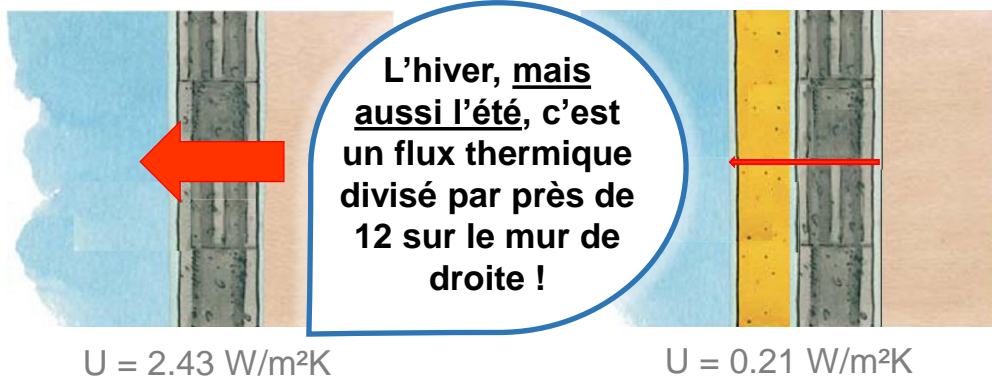 L’hiver, mais
aussi l’été, c’est
un flux thermique
divisé par près de
12 sur le mur de
droite !
U = 2.43 W/m²K
U = 0.21 W/m²K